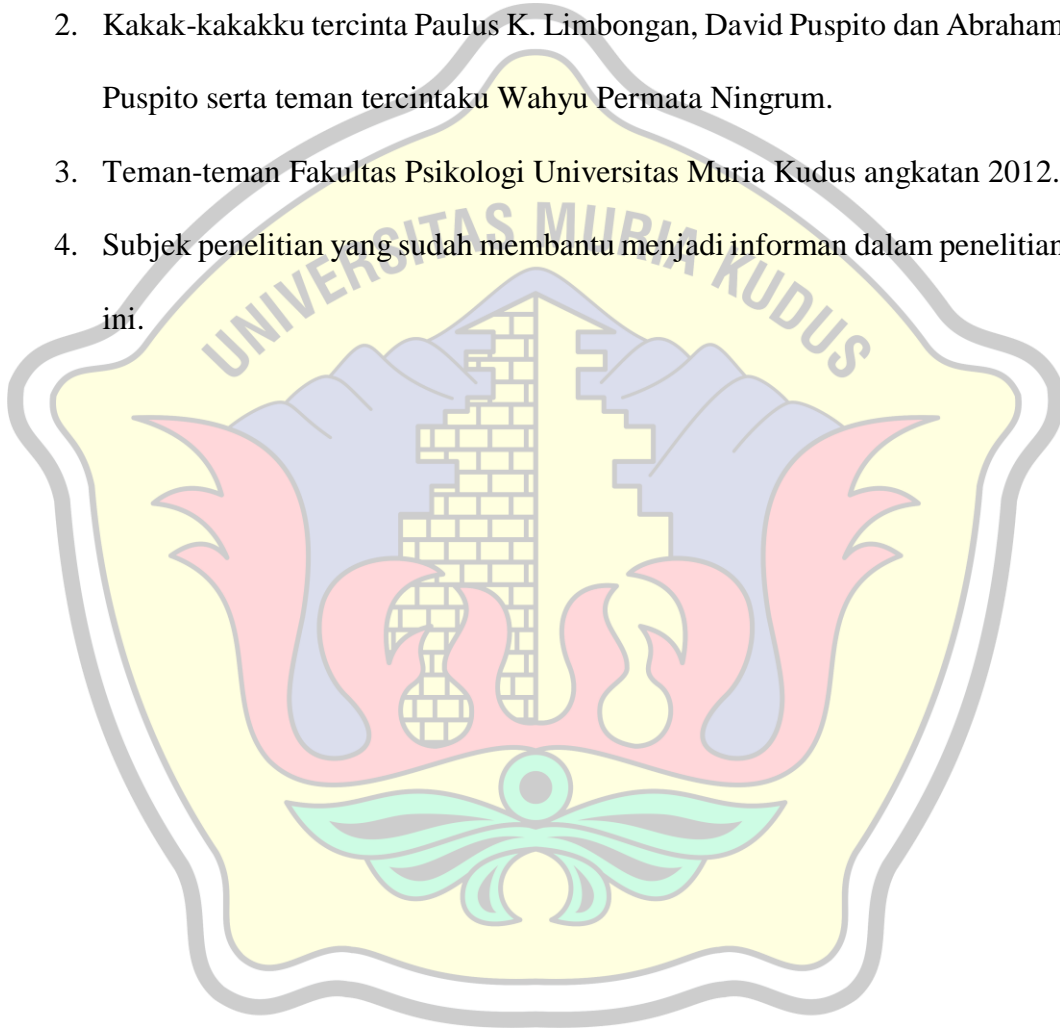 2. Kakak-kakakku tercinta Paulus K. Limbongan, David Puspito dan Abraham
Puspito serta teman tercintaku Wahyu Permata Ningrum.
3. Teman-teman Fakultas Psikologi Universitas Muria Kudus angkatan 2012.
4. Subjek penelitian yang sudah membantu menjadi informan dalam penelitian
ini.
UNIVERSITAS MURIA KUDUS